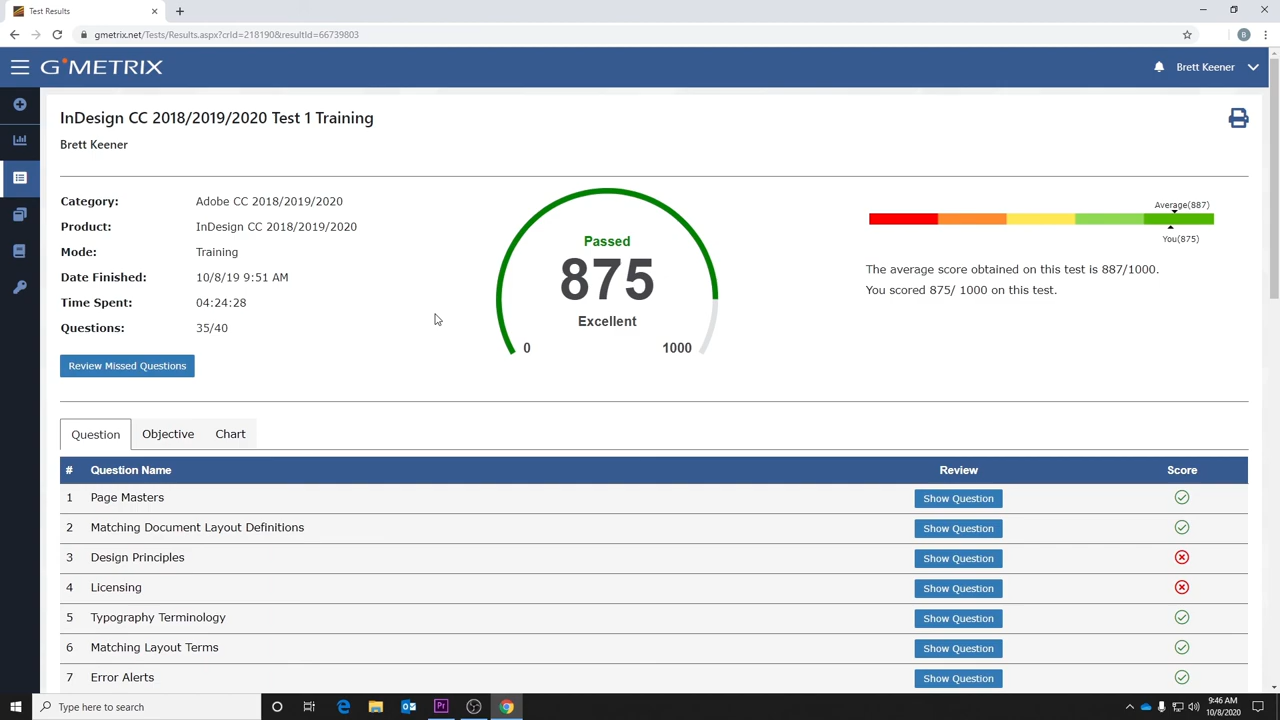 Test Results
gmetrix.net/Tests/Results.aspx?crId=218190&resultId=66739803
B
G METRIX
Brett Keener
InDesign CC 2018/2019/2020 Test 1 Training
Brett Keener
Category: Adobe CC 2018/2019/2020
Product: InDesign CC 2018/2019/2020
Mode: Training
Date Finished: 10/8/19 9:51 AM
Time Spent: 04:24:28
Questions: 35/40
Review Missed Questions
Passed
875
Excellent
0 1000
Average(887)
You(875)
The average score obtained on this test is 887/1000.
You scored 875/ 1000 on this test.
Question Objective Chart
# Question Name Review Score
1 Page Masters Show Question
2 Matching Document Layout Definitions Show Question
3 Design Principles Show Question
4 Licensing Show Question
5 Typography Terminology Show Question
6 Matching Layout Terms Show Question
7 Error Alerts Show Question
Type here to search
Pr
9:46 AM
10/8/2020